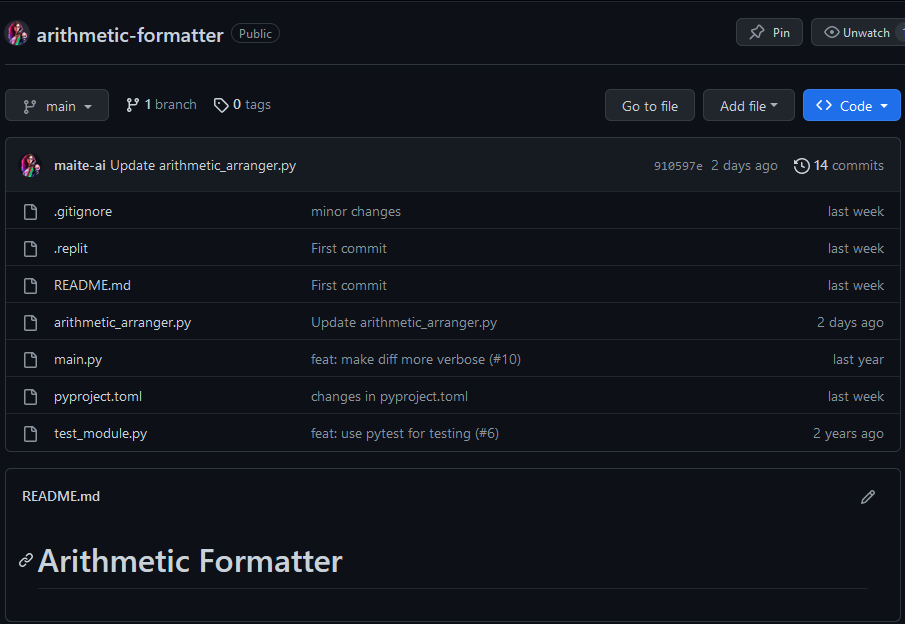 arithmetic-formatter Public Pin Unwatch
main 1 branch 0 tags Go to file Add file Code
maite-ai Update arithmetic_arranger.py 910597e 2 days ago 14 commits
.gitignore minor changes last week
.replit First commit last week
README.md First commit last week
arithmetic_arranger.py Update arithmetic_arranger.py 2 days ago
main.py feat: make diff more verbose (#10) last year
pyproject.toml changes in pyproject.toml last week
test_module.py feat: use pytest for testing (#6) 2 years ago
README.md
Arithmetic Formatter